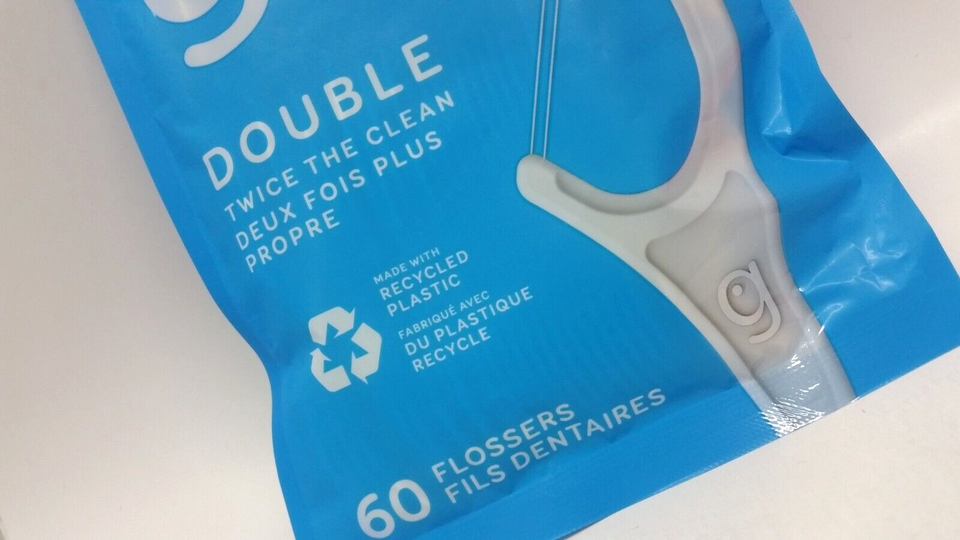 g
DOUBLE
TWICE THE CLEAN
DEUX FOIS PLUS
PROPRE
MADE WITH
RECYCLED
PLASTIC
FABRIQUÉ AVEC
DU PLASTIQUE
RECYCLE
g
60 FLOSSERS
FILS DENTAIRES